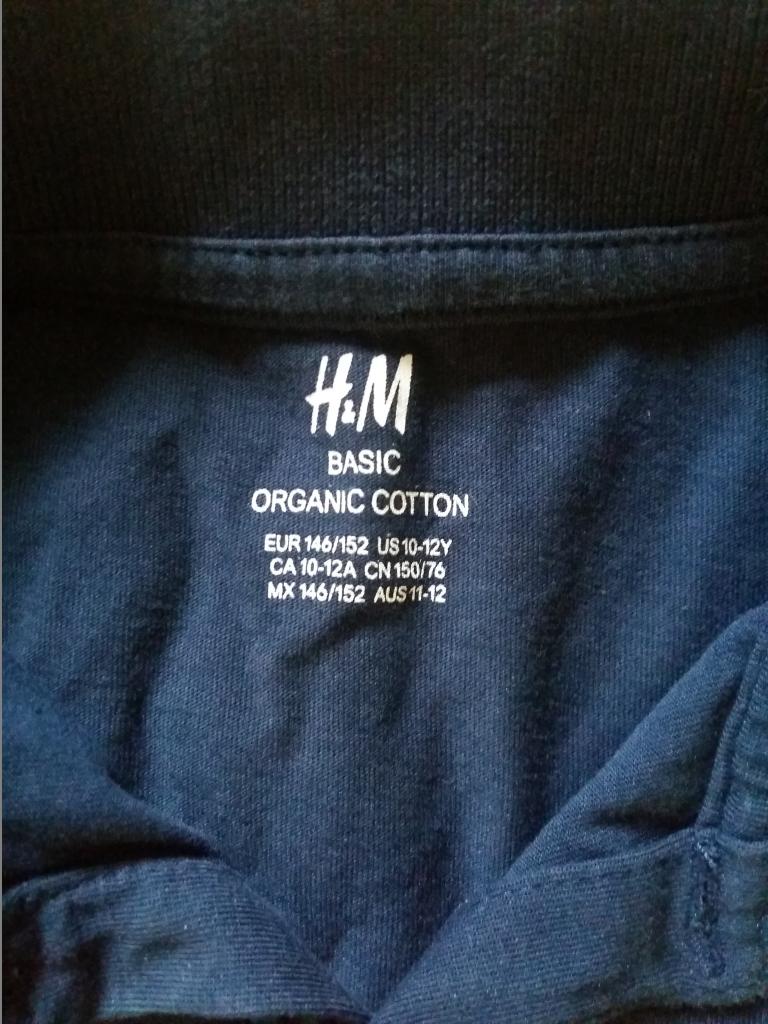 H&M
BASIC
ORGANIC COTTON
EUR 146/152 US 10-12Y
CA 10-12A CN 150/76
MX 146/152 AUS 11-12